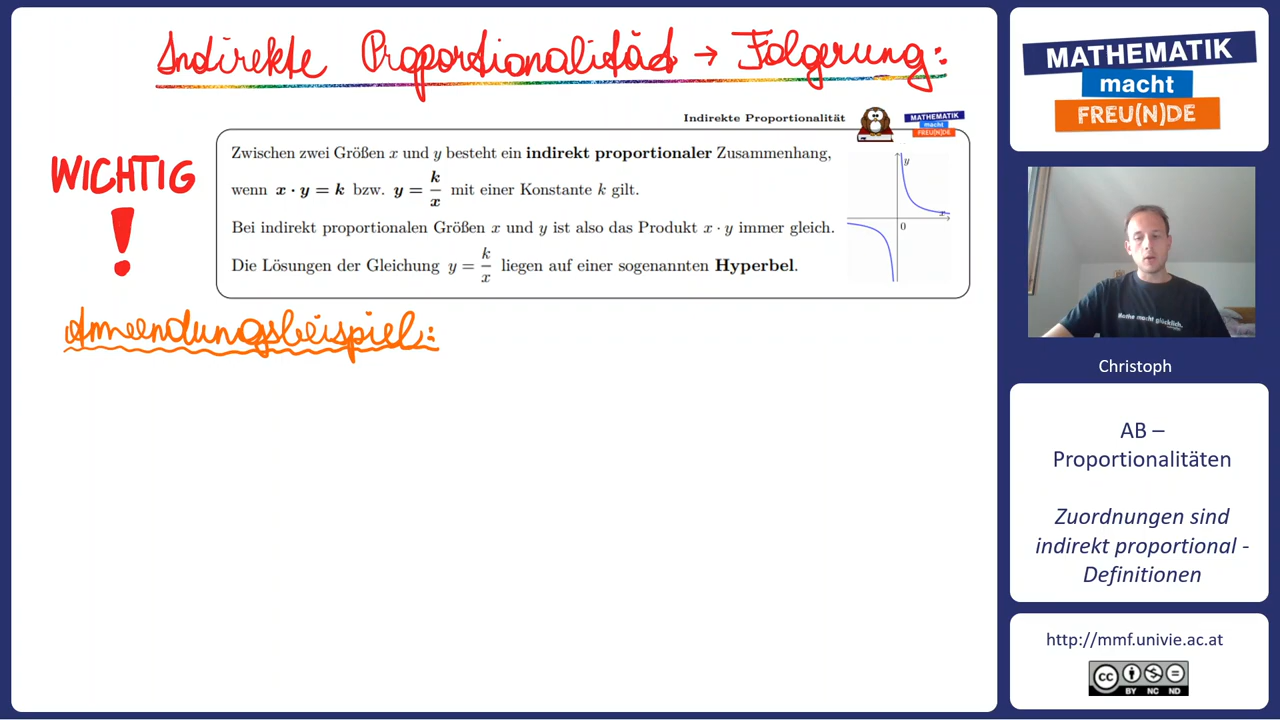 Indirekte Proportionalität → Folgerung:
Indirekte Proportionalität
MATHEMATIK
macht
FREU(N)DE
WICHTIG
!
Zwischen zwei Größen x und y besteht ein indirekt proportionaler Zusammenhang,
wenn x · y = k bzw. y = k/x mit einer Konstante k gilt.
Bei indirekt proportionalen Größen x und y ist also das Produkt x · y immer gleich.
Die Lösungen der Gleichung y = k/x liegen auf einer sogenannten Hyperbel.
y
x
0
Anwendungsbeispiel:
MATHEMATIK
macht
FREU(N)DE
Mathe macht glücklich.
Christoph
AB –
Proportionalitäten
Zuordnungen sind
indirekt proportional -
Definitionen
http://mmf.univie.ac.at
cc
BY NC ND